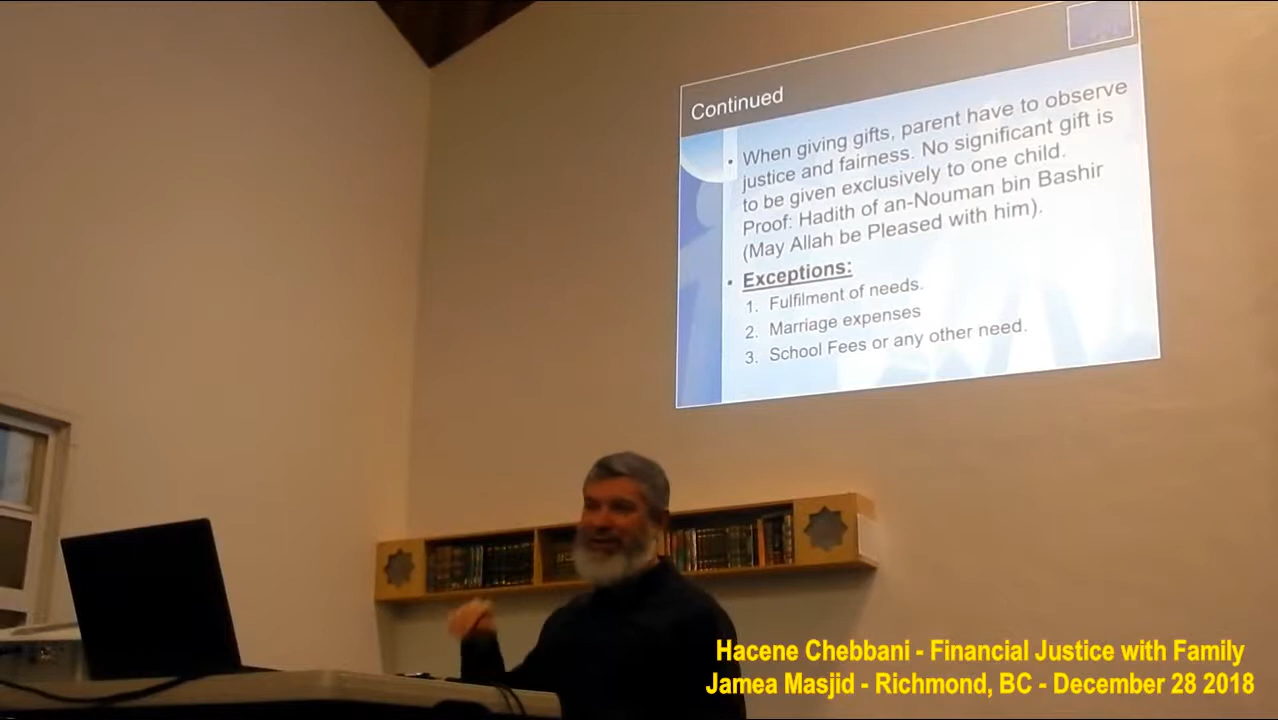 Continued
• When giving gifts, parent have to observe
justice and fairness. No significant gift is
to be given exclusively to one child.
Proof: Hadith of an-Nouman bin Bashir
(May Allah be Pleased with him).
• Exceptions:
1. Fulfilment of needs.
2. Marriage expenses
3. School Fees or any other need.
Hacene Chebbani - Financial Justice with Family
Jamea Masjid - Richmond, BC - December 28 2018